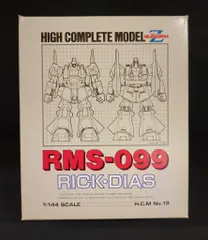 HIGH COMPLETE MODEL
Z
RMS-099
RICK•DIAS
1/144 SCALE
H.C.M No.18